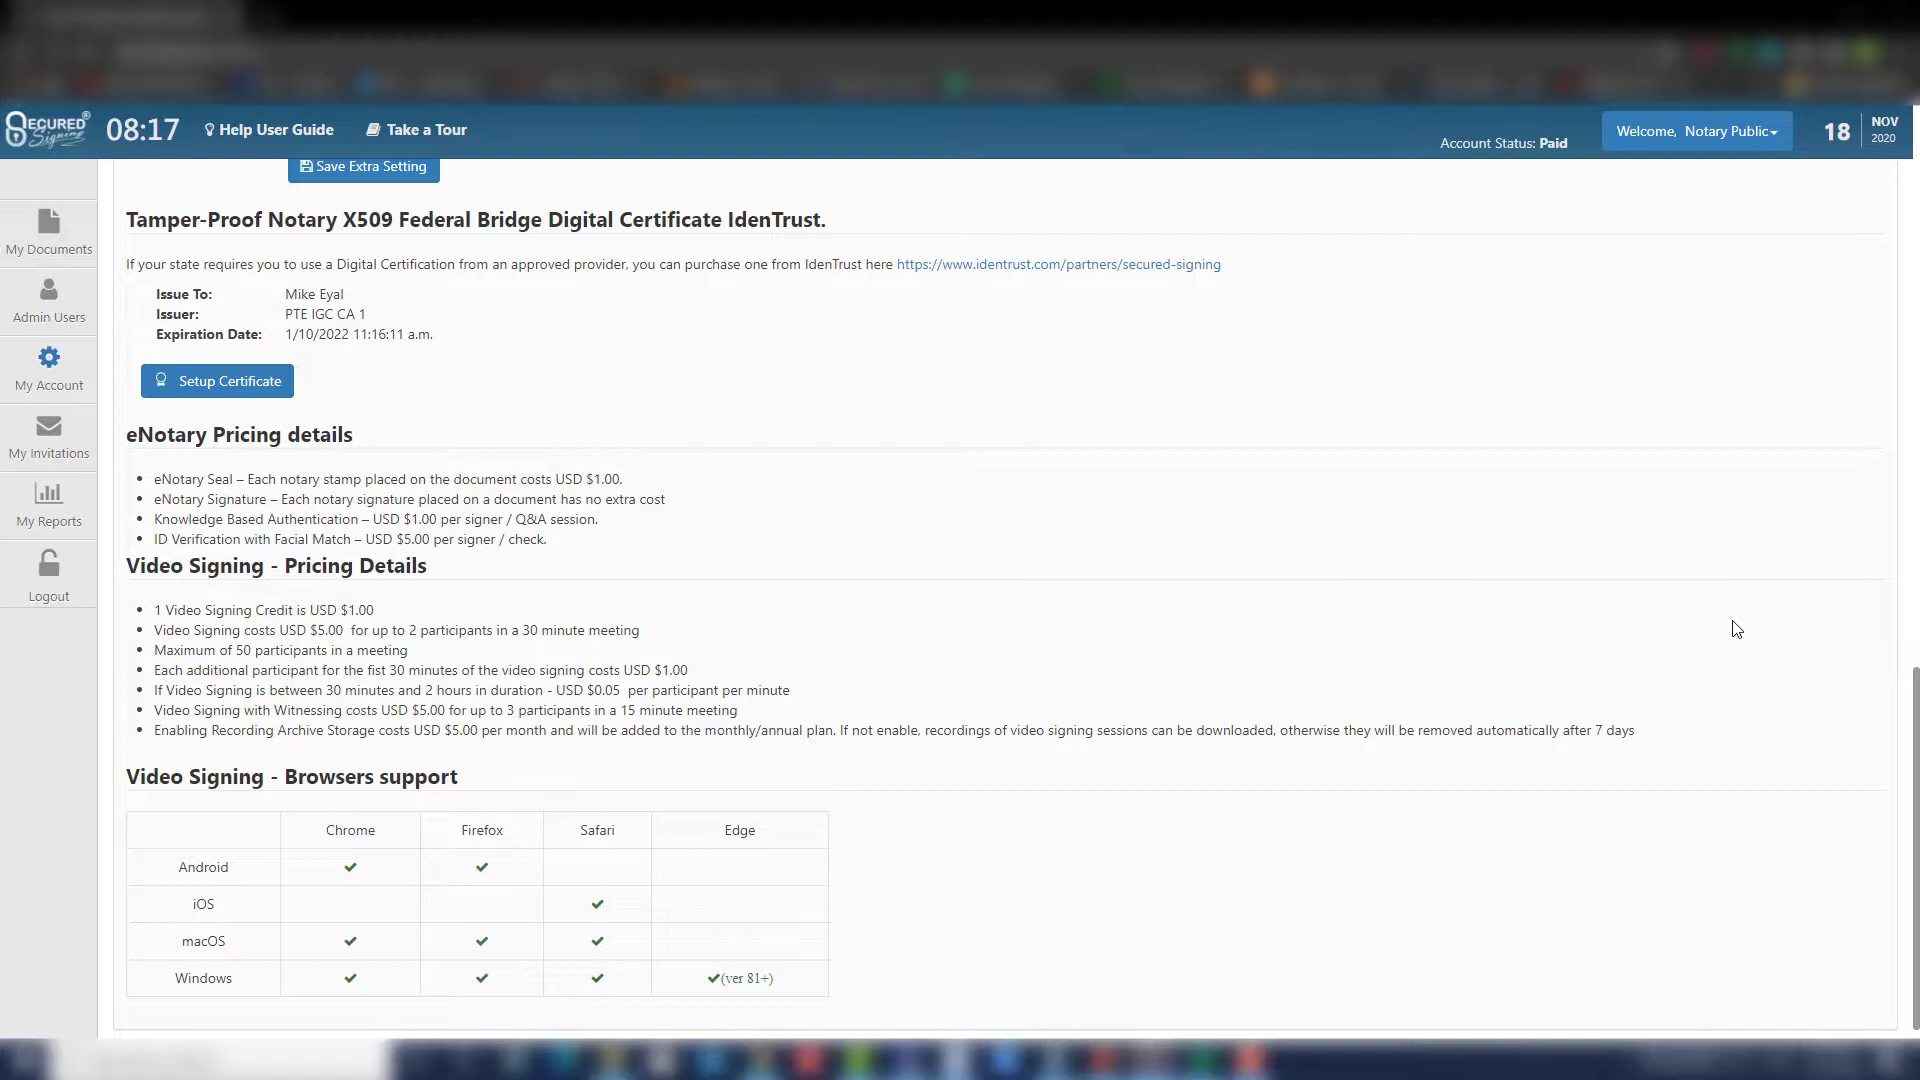 SECURED
Signing
08:17
Help User Guide
Take a Tour
Account Status: Paid
Welcome, Notary Public
18
NOV
2020
Save Extra Setting
My Documents
Admin Users
My Account
My Invitations
My Reports
Logout
Tamper-Proof Notary X509 Federal Bridge Digital Certificate IdenTrust.
If your state requires you to use a Digital Certification from an approved provider, you can purchase one from IdenTrust here https://www.identrust.com/partners/secured-signing
Issue To: Mike Eyal
Issuer: PTE IGC CA 1
Expiration Date: 1/10/2022 11:16:11 a.m.
Setup Certificate
eNotary Pricing details
eNotary Seal – Each notary stamp placed on the document costs USD $1.00.
eNotary Signature – Each notary signature placed on a document has no extra cost
Knowledge Based Authentication – USD $1.00 per signer / Q&A session.
ID Verification with Facial Match – USD $5.00 per signer / check.
Video Signing - Pricing Details
1 Video Signing Credit is USD $1.00
Video Signing costs USD $5.00 for up to 2 participants in a 30 minute meeting
Maximum of 50 participants in a meeting
Each additional participant for the fist 30 minutes of the video signing costs USD $1.00
If Video Signing is between 30 minutes and 2 hours in duration - USD $0.05 per participant per minute
Video Signing with Witnessing costs USD $5.00 for up to 3 participants in a 15 minute meeting
Enabling Recording Archive Storage costs USD $5.00 per month and will be added to the monthly/annual plan. If not enable, recordings of video signing sessions can be downloaded, otherwise they will be removed automatically after 7 days
Video Signing - Browsers support
Chrome Firefox Safari Edge
Android ✔ ✔
iOS ✔
macOS ✔ ✔ ✔
Windows ✔ ✔ ✔ ✔(ver 81+)